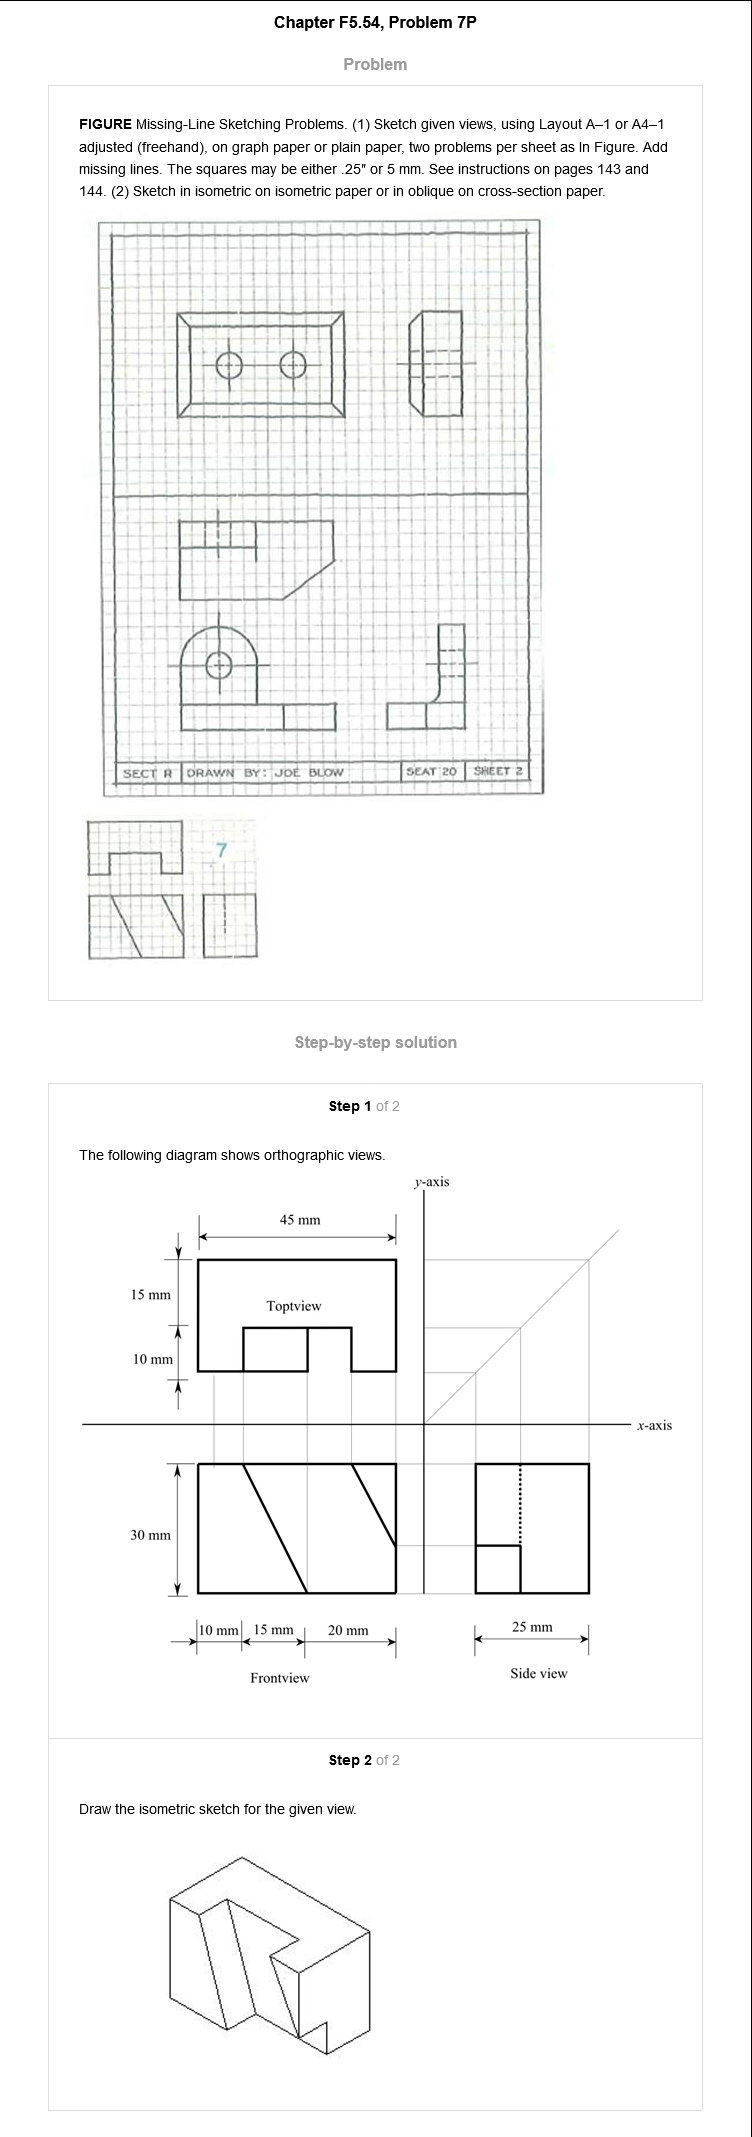 Chapter F5.54, Problem 7P
Problem
FIGURE Missing-Line Sketching Problems. (1) Sketch given views, using Layout A–1 or A4–1
adjusted (freehand), on graph paper or plain paper, two problems per sheet as In Figure. Add
missing lines. The squares may be either .25″ or 5 mm. See instructions on pages 143 and
144. (2) Sketch in isometric on isometric paper or in oblique on cross-section paper.
SECT R DRAWN BY: JOE BLOW SEAT 20 SHEET 2
7
Step-by-step solution
Step 1 of 2
The following diagram shows orthographic views.
y-axis
45 mm
15 mm
Toptview
10 mm
x-axis
30 mm
10 mm 15 mm 20 mm 25 mm
Frontview Side view
Step 2 of 2
Draw the isometric sketch for the given view.